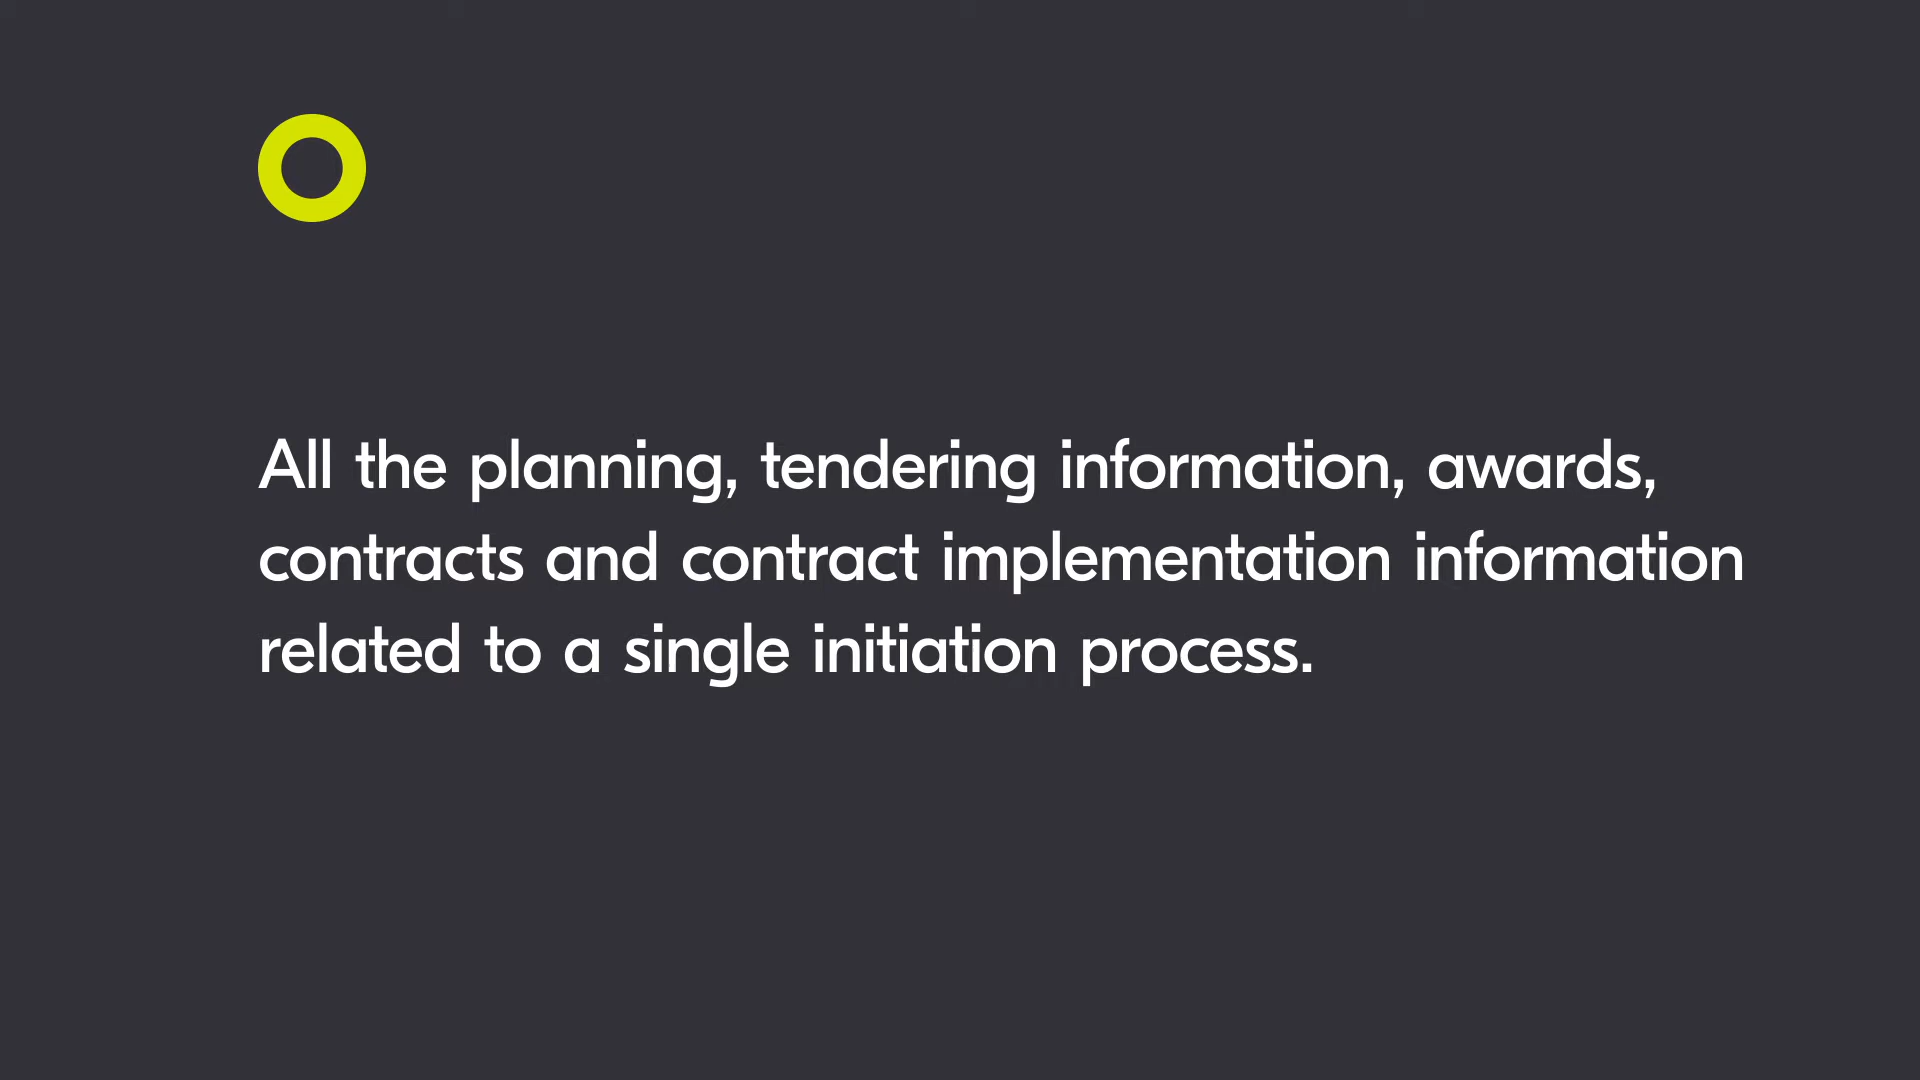 All the planning, tendering information, awards,
contracts and contract implementation information
related to a single initiation process.